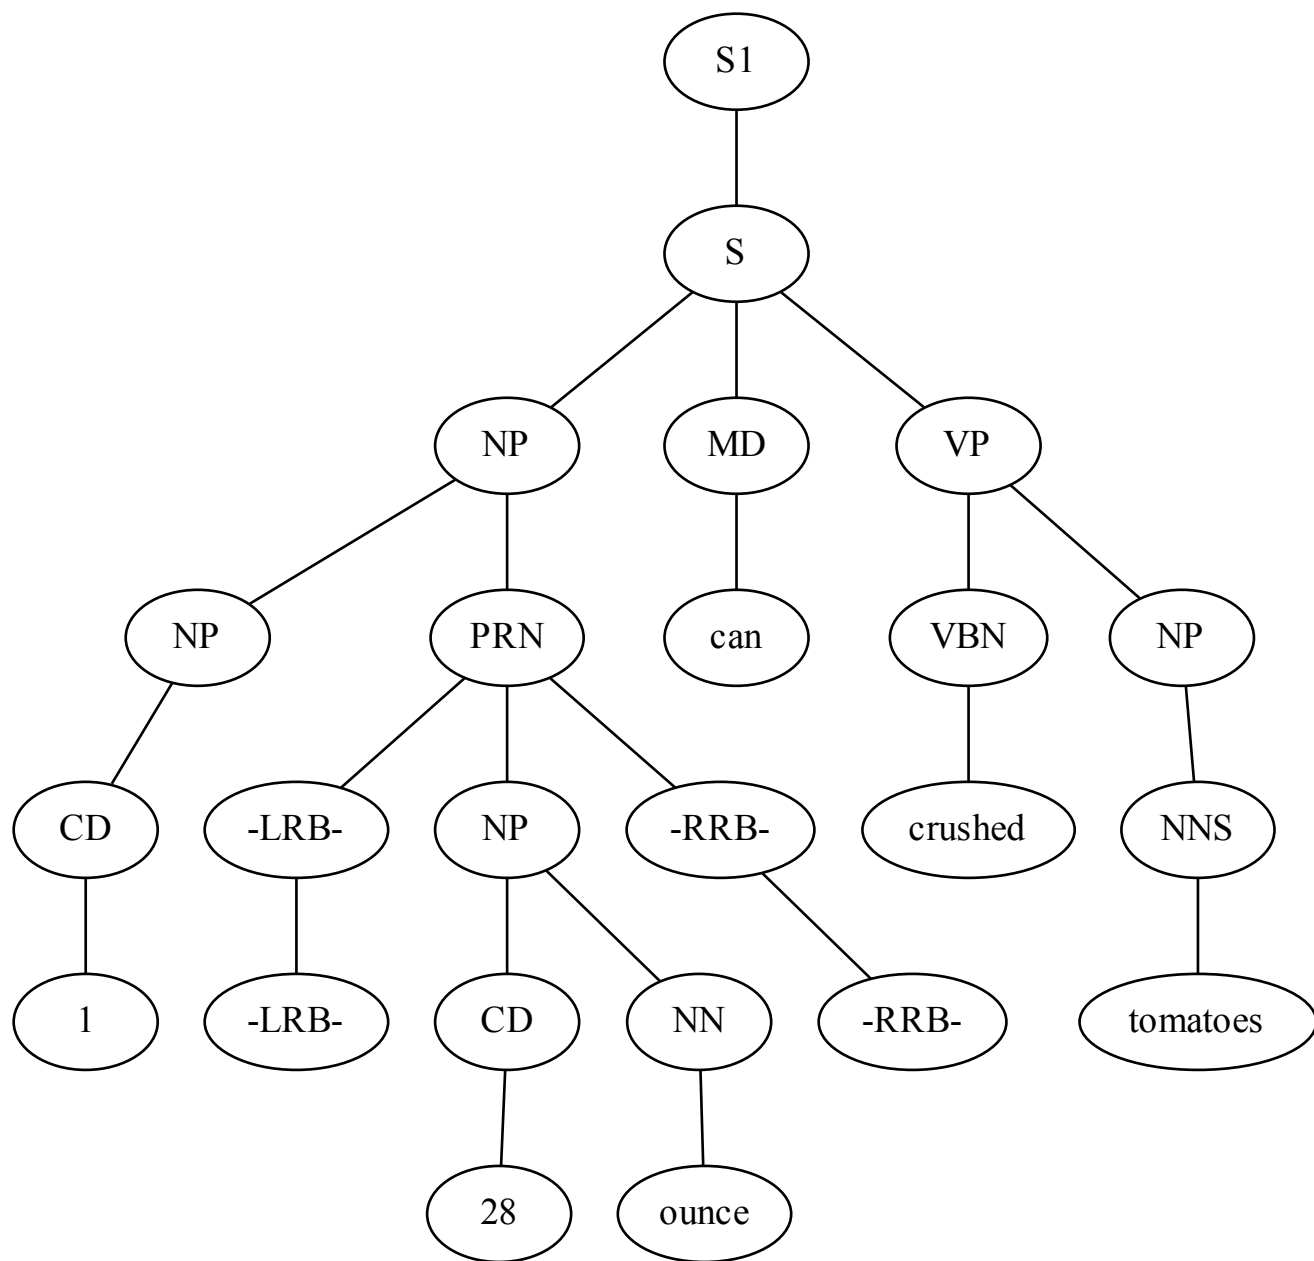 S1
S
NP MD VP
NP PRN can VBN NP
CD -LRB- NP -RRB- crushed NNS
1 -LRB- CD NN -RRB- tomatoes
28 ounce